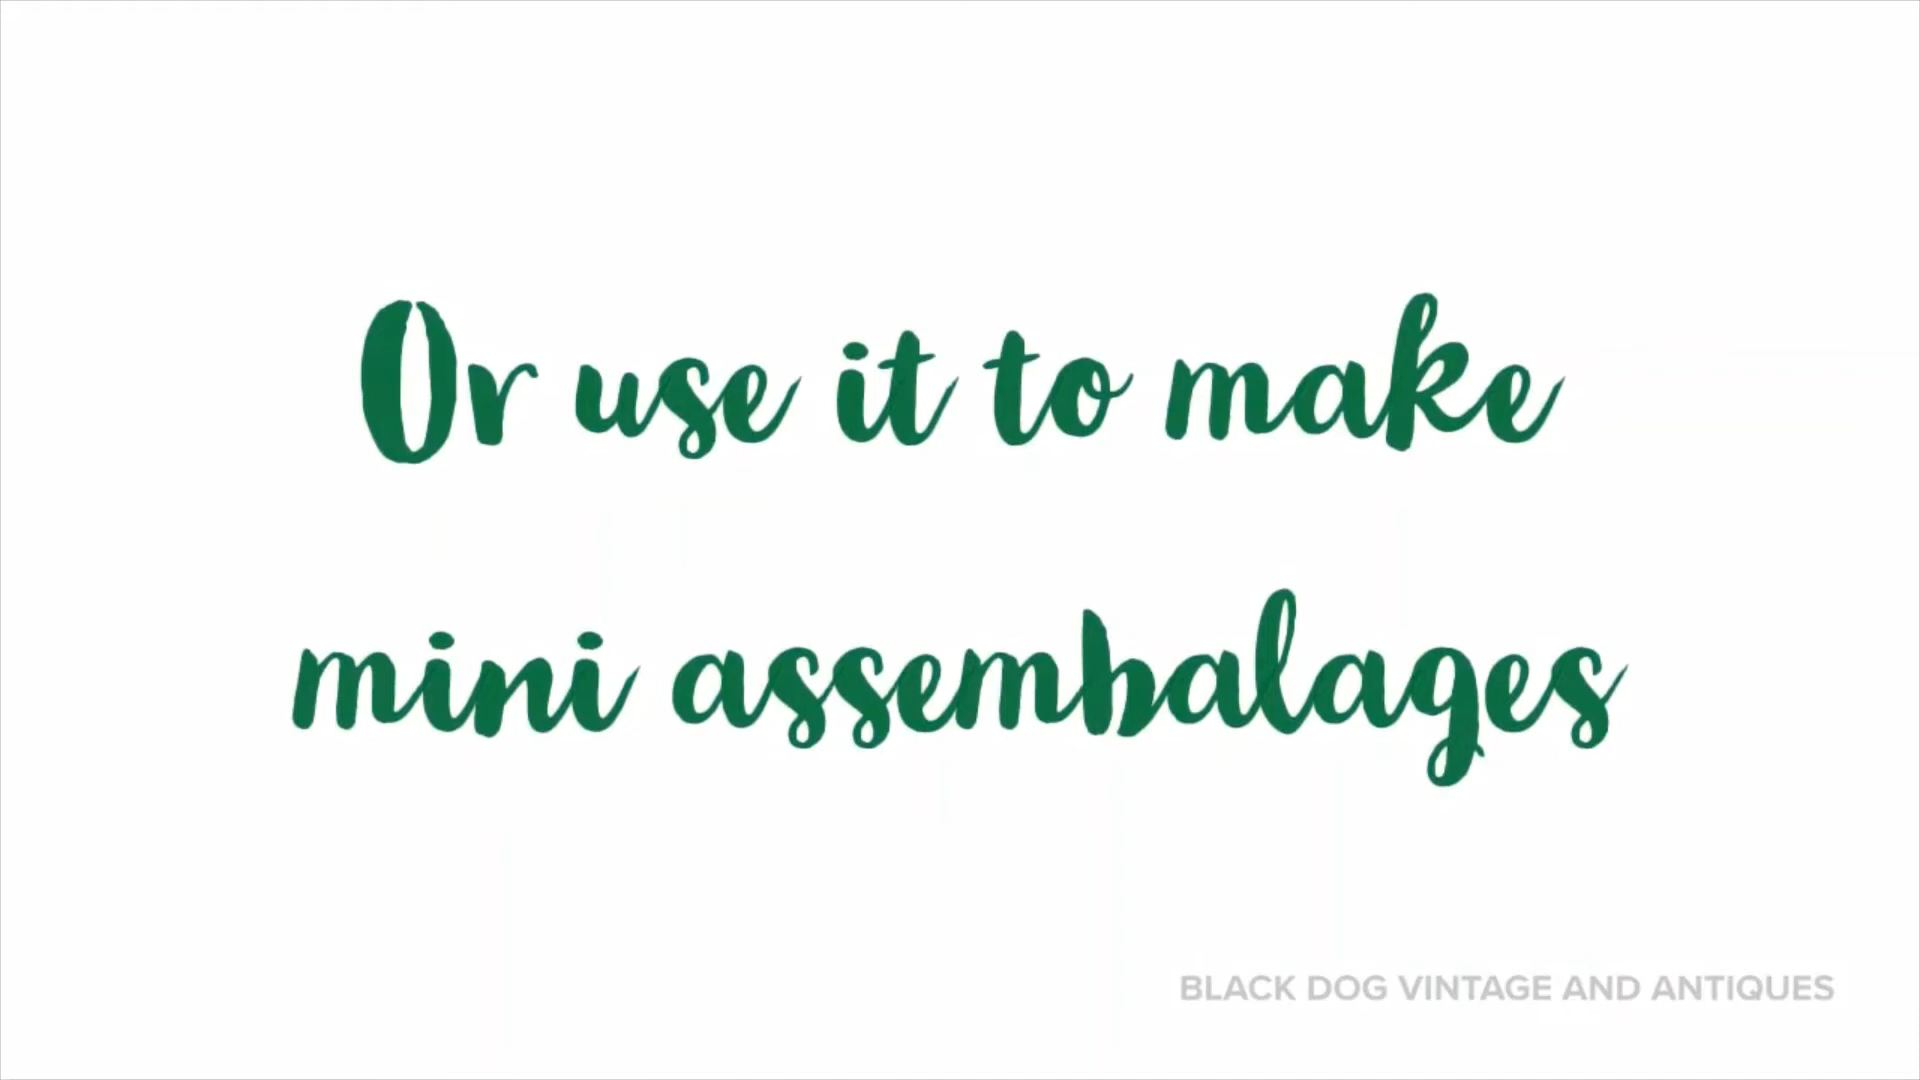 Or use it to make
mini assembalages
BLACK DOG VINTAGE AND ANTIQUES